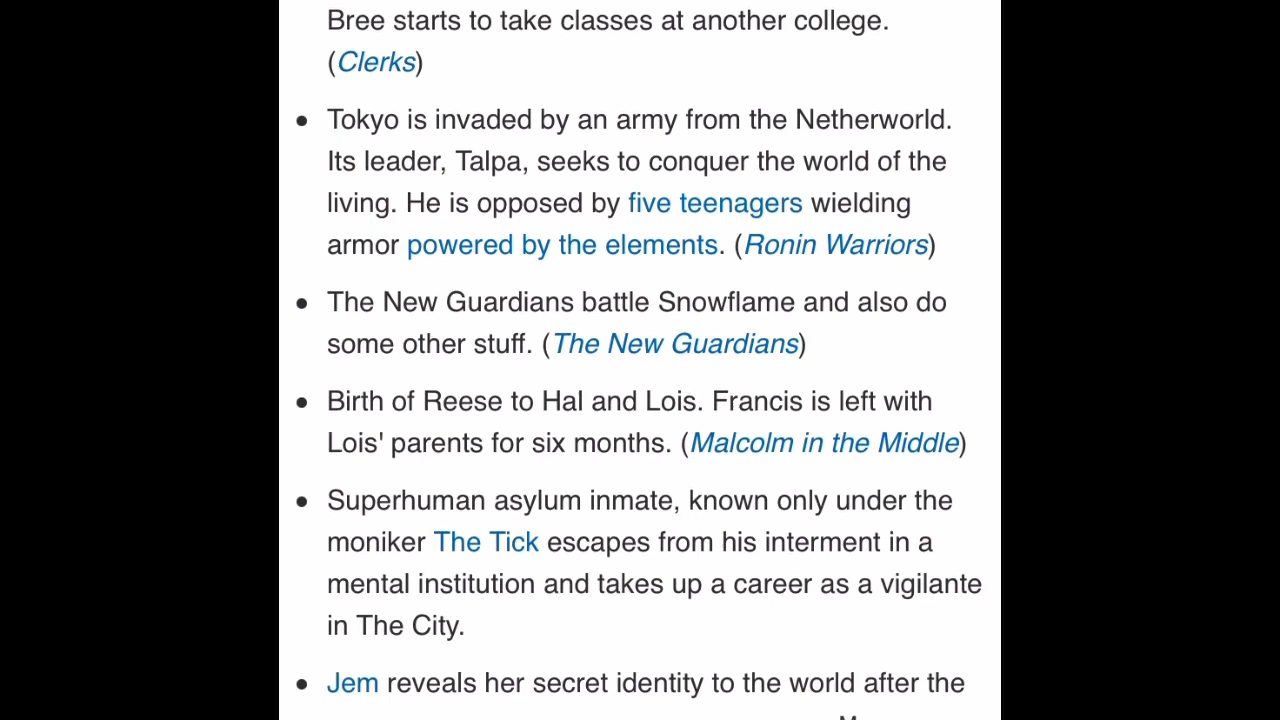 Bree starts to take classes at another college.
(Clerks)
• Tokyo is invaded by an army from the Netherworld.
Its leader, Talpa, seeks to conquer the world of the
living. He is opposed by five teenagers wielding
armor powered by the elements. (Ronin Warriors)
• The New Guardians battle Snowflame and also do
some other stuff. (The New Guardians)
• Birth of Reese to Hal and Lois. Francis is left with
Lois' parents for six months. (Malcolm in the Middle)
• Superhuman asylum inmate, known only under the
moniker The Tick escapes from his interment in a
mental institution and takes up a career as a vigilante
in The City.
• Jem reveals her secret identity to the world after the